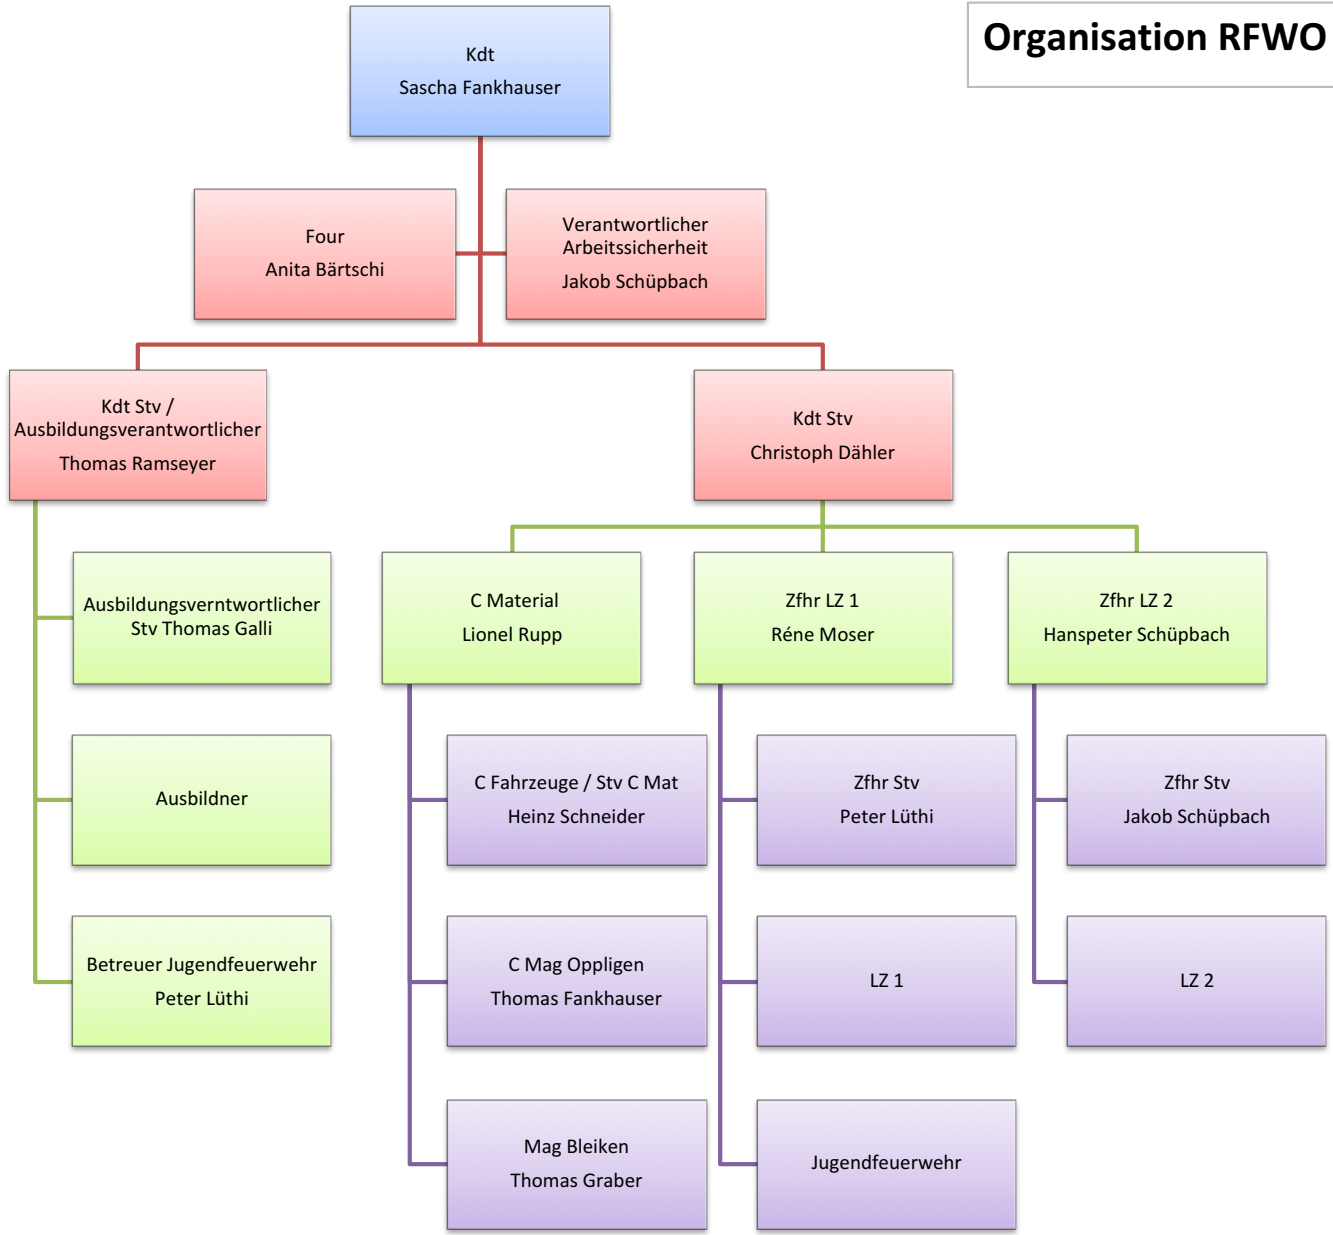 Organisation RFWO
Kdt
Sascha Fankhauser
Four
Anita Bärtschi
Verantwortlicher
Arbeitssicherheit
Jakob Schüpbach
Kdt Stv /
Ausbildungsverantwortlicher
Thomas Ramseyer
Kdt Stv
Christoph Dähler
Ausbildungsverntwortlicher
Stv Thomas Galli
C Material
Lionel Rupp
Zfhr LZ 1
Réne Moser
Zfhr LZ 2
Hanspeter Schüpbach
Ausbildner
C Fahrzeuge / Stv C Mat
Heinz Schneider
Zfhr Stv
Peter Lüthi
Zfhr Stv
Jakob Schüpbach
Betreuer Jugendfeuerwehr
Peter Lüthi
C Mag Oppligen
Thomas Fankhauser
LZ 1
LZ 2
Mag Bleiken
Thomas Graber
Jugendfeuerwehr